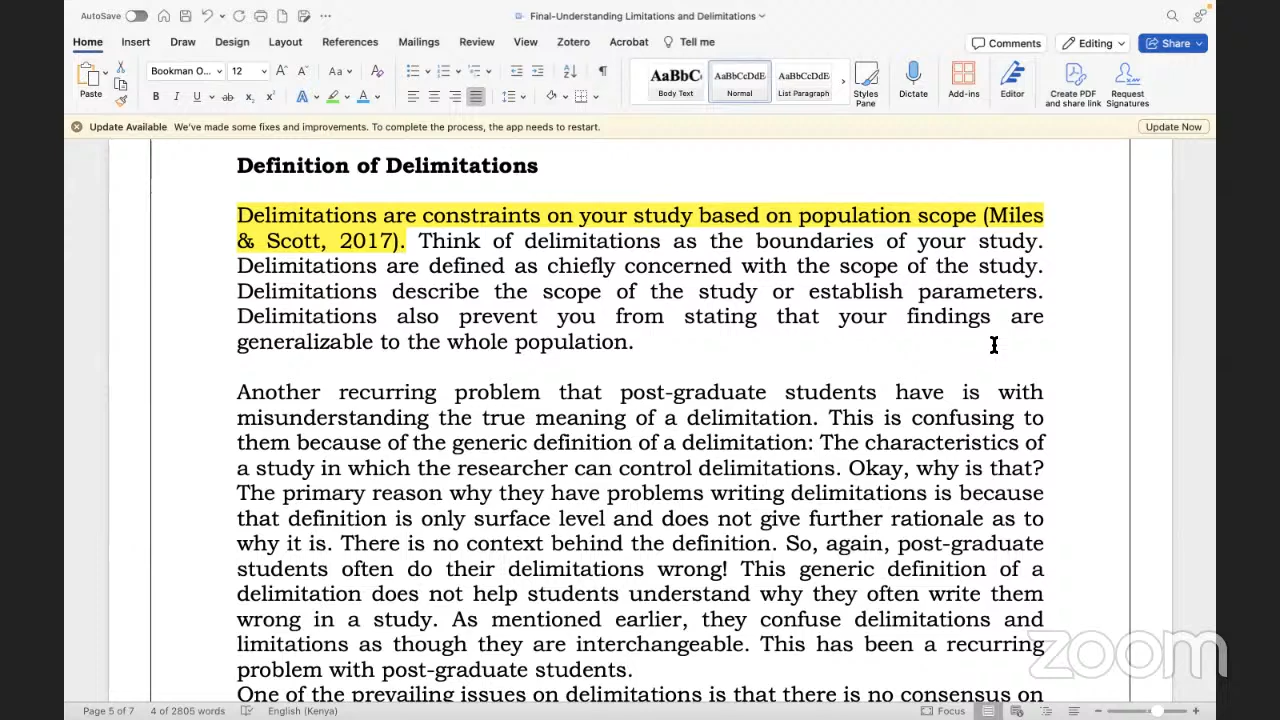 AutoSave
Final-Understanding Limitations and Delimitations
Home Insert Draw Design Layout References Mailings Review View Zotero Acrobat Tell me
Comments Editing Share
Paste
Bookman O... 12
AaBbC AaBbCcDdE AaBbCcDdE
Body Text Normal List Paragraph
Styles Pane
Dictate
Add-ins
Editor
Create PDF and share link
Request Signatures
Update Available We've made some fixes and improvements. To complete the process, the app needs to restart.
Update Now
Definition of Delimitations
Delimitations are constraints on your study based on population scope (Miles
& Scott, 2017). Think of delimitations as the boundaries of your study.
Delimitations are defined as chiefly concerned with the scope of the study.
Delimitations describe the scope of the study or establish parameters.
Delimitations also prevent you from stating that your findings are
generalizable to the whole population.
Another recurring problem that post-graduate students have is with
misunderstanding the true meaning of a delimitation. This is confusing to
them because of the generic definition of a delimitation: The characteristics of
a study in which the researcher can control delimitations. Okay, why is that?
The primary reason why they have problems writing delimitations is because
that definition is only surface level and does not give further rationale as to
why it is. There is no context behind the definition. So, again, post-graduate
students often do their delimitations wrong! This generic definition of a
delimitation does not help students understand why they often write them
wrong in a study. As mentioned earlier, they confuse delimitations and
limitations as though they are interchangeable. This has been a recurring
problem with post-graduate students.
One of the prevailing issues on delimitations is that there is no consensus on
zoom
Page 5 of 7 4 of 2805 words English (Kenya) Focus